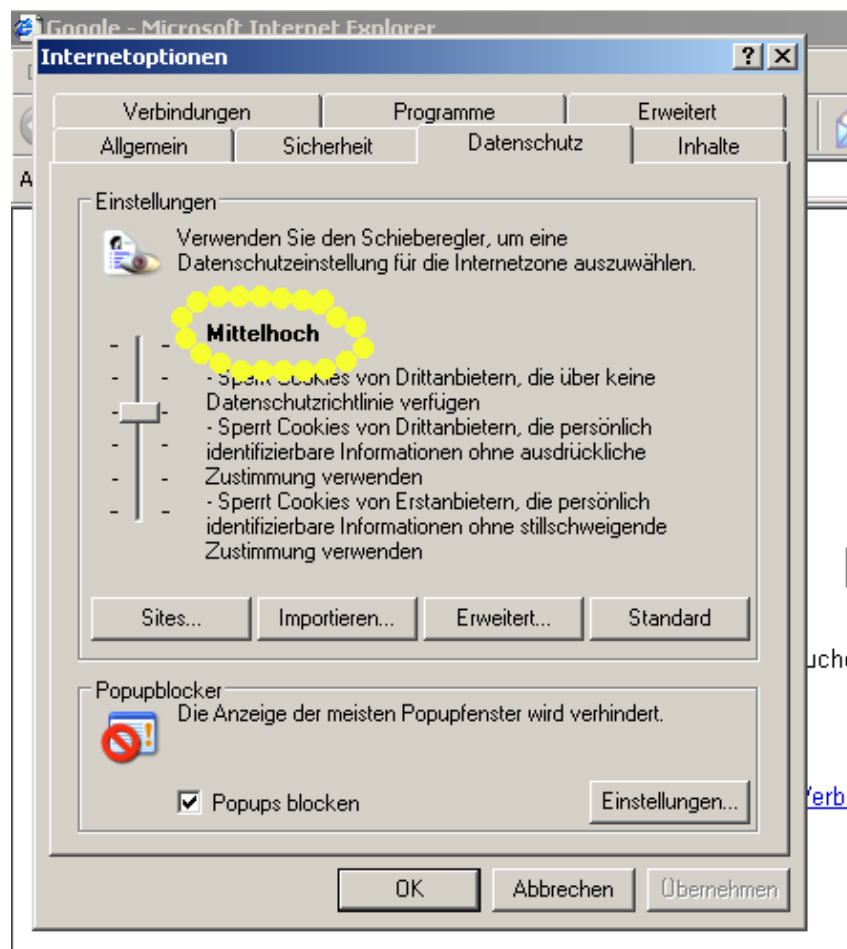 Google - Microsoft Internet Explorer
Internetoptionen
Verbindungen Programme Erweitert
Allgemein Sicherheit Datenschutz Inhalte
A
Einstellungen
Verwenden Sie den Schieberegler, um eine
Datenschutzeinstellung für die Internetzone auszuwählen.
Mittelhoch
- Sperrt Cookies von Drittanbietern, die über keine
Datenschutzrichtlinie verfügen
- Sperrt Cookies von Drittanbietern, die persönlich
identifizierbare Informationen ohne ausdrückliche
Zustimmung verwenden
- Sperrt Cookies von Erstanbietern, die persönlich
identifizierbare Informationen ohne stillschweigende
Zustimmung verwenden
Sites... Importieren... Erweitert... Standard
Popupblocker
Die Anzeige der meisten Popupfenster wird verhindert.
Popups blocken Einstellungen...
OK Abbrechen Übernehmen